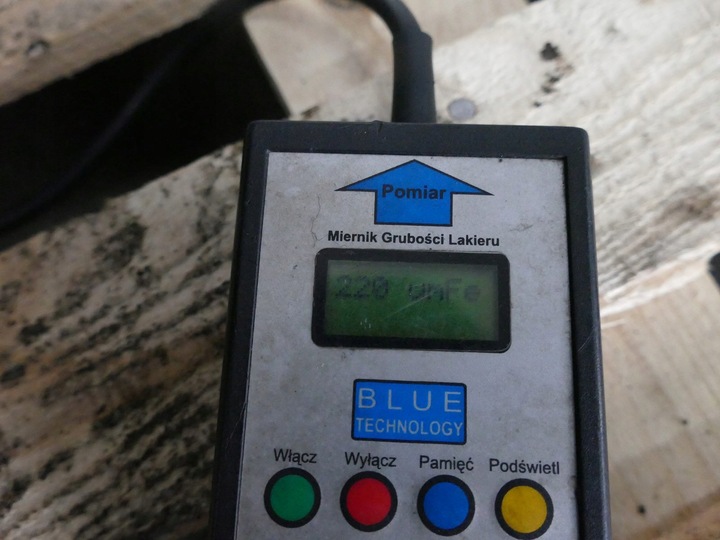 Pomiar
Miernik Grubości Lakieru
220 umFe
BLUE
TECHNOLOGY
Włącz Wyłącz Pamięć Podświetl